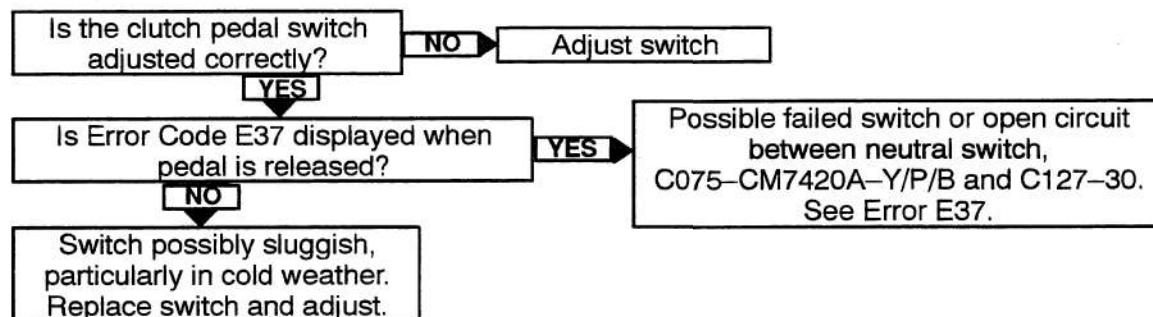 Is the clutch pedal switch
adjusted correctly?
NO
Adjust switch
YES
Is Error Code E37 displayed when
pedal is released?
YES
Possible failed switch or open circuit
between neutral switch,
C075–CM7420A–Y/P/B and C127–30.
See Error E37.
NO
Switch possibly sluggish,
particularly in cold weather.
Replace switch and adjust.